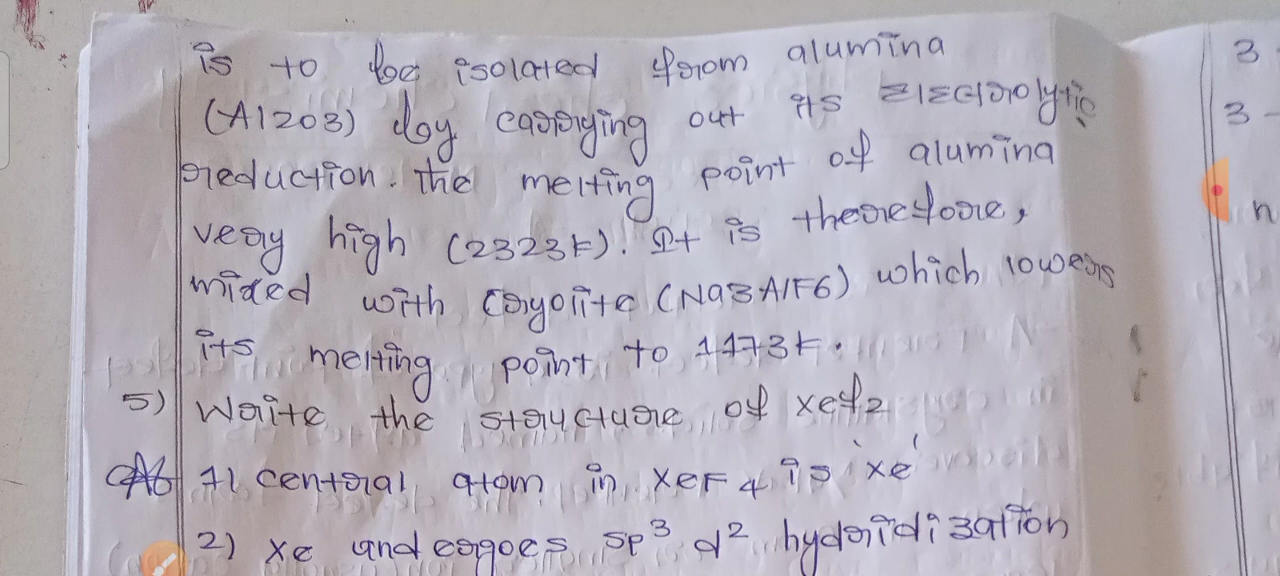 is to be isolated from alumina
(Al2O3) by carrying out its Electrolytic
reduction. The melting point of alumina
very high (2323k). It is therefore,
mixed with Cryolite (Na3AlF6) which lowers
its melting point to 1173k.
5) Write the structure of xef2
1) central atom in XeF4 is 'xe'
2) xe undergoes sp³ d² hydridization
3
3-
n